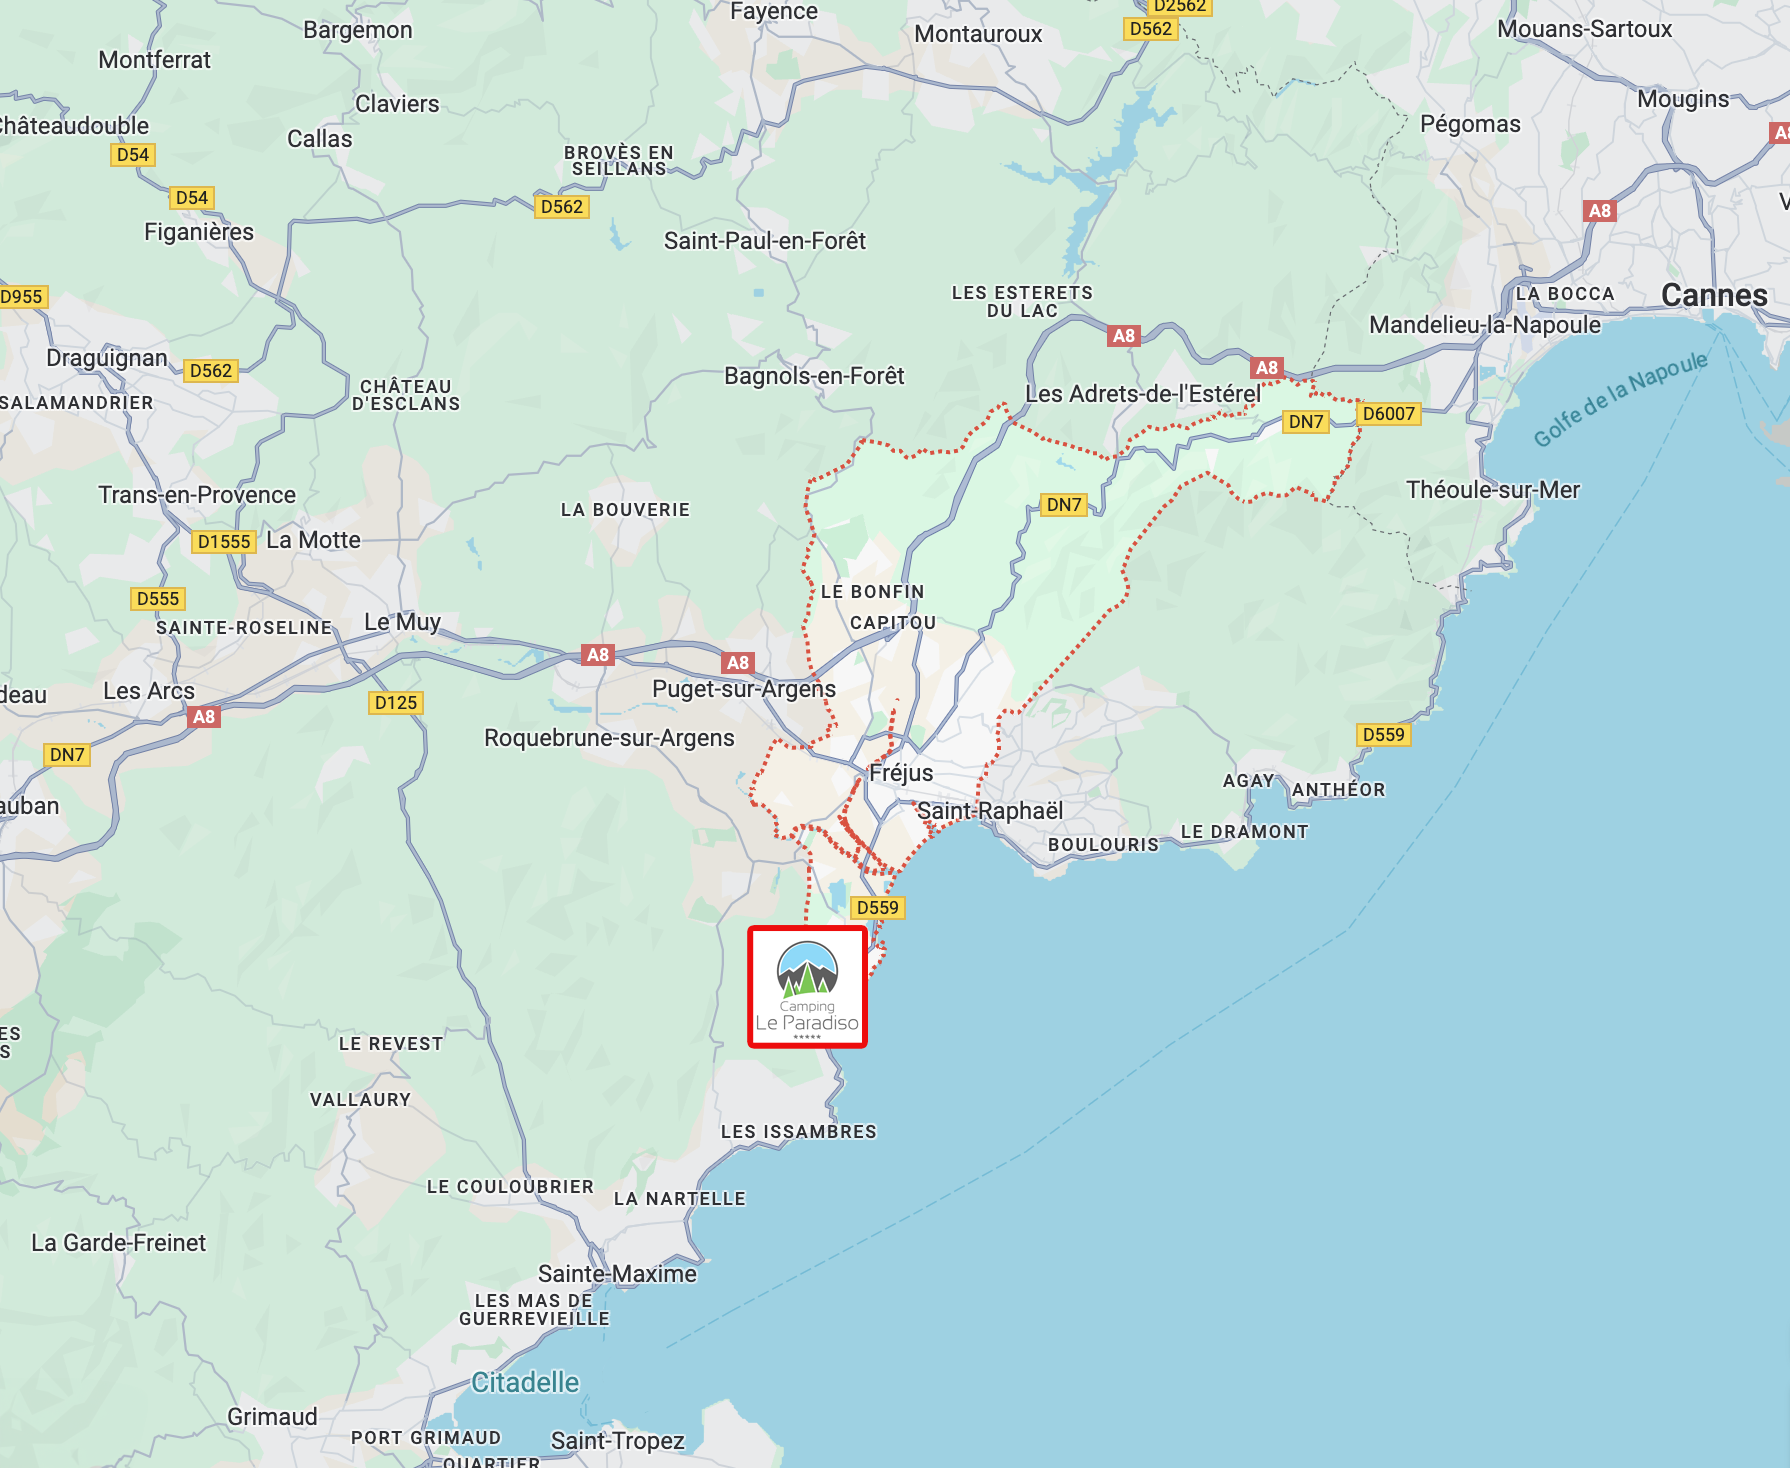 D2562
Fayence
D562
Bargemon
Montauroux
Mouans-Sartoux
Montferrat
Claviers
Mougins
Châteaudouble
Callas
Pégomas
A8
D54
BROVÈS EN
SEILLANS
D54
D562
A8
Figanières
Saint-Paul-en-Forêt
D955
LES ESTERETS
DU LAC
LA BOCCA
Cannes
Mandelieu-la-Napoule
A8
Draguignan
D562
A8
Bagnols-en-Forêt
CHÂTEAU
D'ESCLANS
Les Adrets-de-l'Estérel
Golfe de la Napoule
SALAMANDRIER
D6007
DN7
Trans-en-Provence
Théoule-sur-Mer
LA BOUVERIE
DN7
D1555
La Motte
D555
LE BONFIN
SAINTE-ROSELINE
Le Muy
CAPITOU
A8
A8
deau
Les Arcs
Puget-sur-Argens
D125
A8
Roquebrune-sur-Argens
D559
DN7
Fréjus
AGAY
ANTHÉOR
auban
Saint-Raphaël
LE DRAMONT
BOULOURIS
D559
Camping
Le Paradiso
★★★★★
ES
S
LE REVEST
VALLAURY
LES ISSAMBRES
LE COULOUBRIER
LA NARTELLE
La Garde-Freinet
Sainte-Maxime
LES MAS DE
GUERREVIEILLE
Citadelle
Grimaud
PORT GRIMAUD
Saint-Tropez
QUARTIER